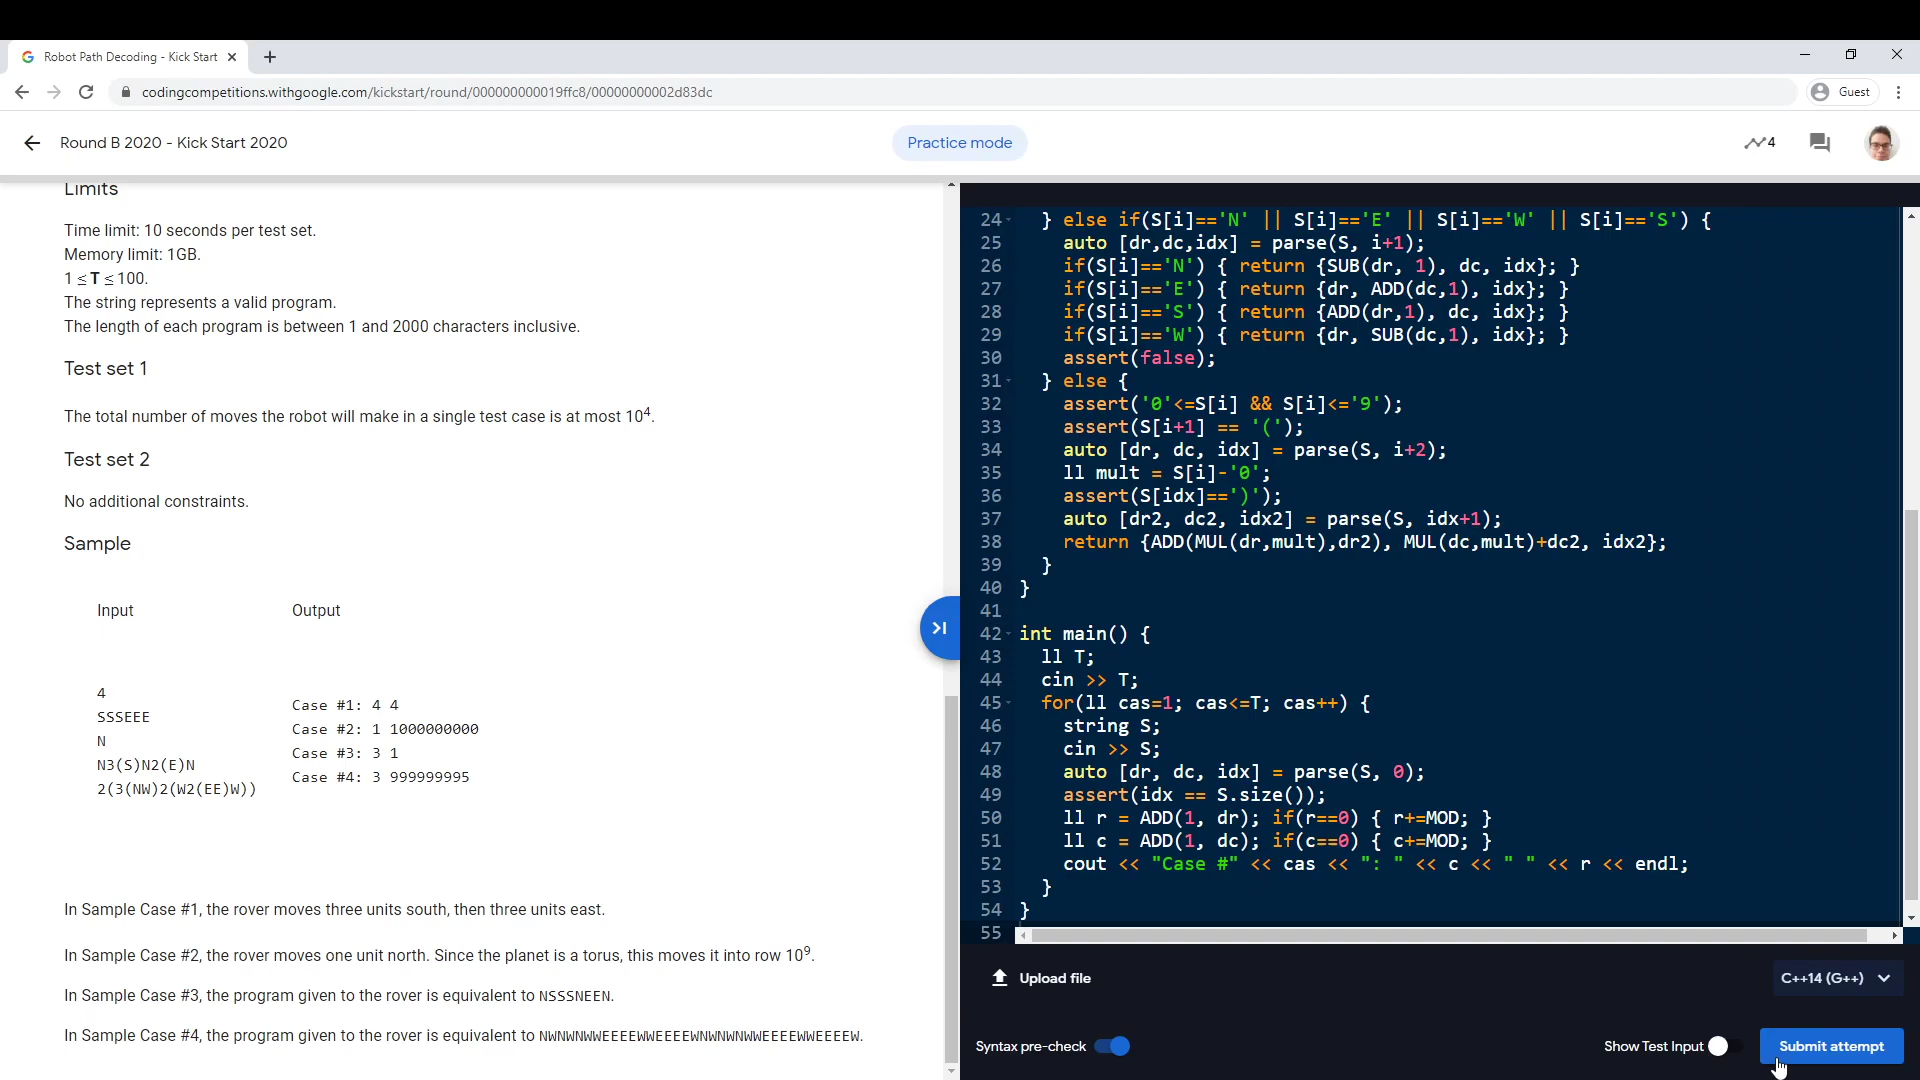 Robot Path Decoding - Kick Start
codingcompetitions.withgoogle.com/kickstart/round/000000000019ffc8/00000000002d83dc
Guest
Round B 2020 - Kick Start 2020
Practice mode
4
Limits
Time limit: 10 seconds per test set.
Memory limit: 1GB.
1 ≤ T ≤ 100.
The string represents a valid program.
The length of each program is between 1 and 2000 characters inclusive.
Test set 1
The total number of moves the robot will make in a single test case is at most 10⁴.
Test set 2
No additional constraints.
Sample
Input
Output
4
SSSEEE
N
N3(S)N2(E)N
2(3(NW)2(W2(EE)W))
Case #1: 4 4
Case #2: 1 1000000000
Case #3: 3 1
Case #4: 3 999999995
In Sample Case #1, the rover moves three units south, then three units east.
In Sample Case #2, the rover moves one unit north. Since the planet is a torus, this moves it into row 10⁹.
In Sample Case #3, the program given to the rover is equivalent to NSSSNEEN.
In Sample Case #4, the program given to the rover is equivalent to NWNWNWWEEEEWWEEEEWNWNWNWWEEEEWWEEEEW.
24 } else if(S[i]=='N' || S[i]=='E' || S[i]=='W' || S[i]=='S') {
25 auto [dr,dc,idx] = parse(S, i+1);
26 if(S[i]=='N') { return {SUB(dr, 1), dc, idx}; }
27 if(S[i]=='E') { return {dr, ADD(dc,1), idx}; }
28 if(S[i]=='S') { return {ADD(dr,1), dc, idx}; }
29 if(S[i]=='W') { return {dr, SUB(dc,1), idx}; }
30 assert(false);
31 } else {
32 assert('0'<=S[i] && S[i]<='9');
33 assert(S[i+1] == '(');
34 auto [dr, dc, idx] = parse(S, i+2);
35 ll mult = S[i]-'0';
36 assert(S[idx]==')');
37 auto [dr2, dc2, idx2] = parse(S, idx+1);
38 return {ADD(MUL(dr,mult),dr2), MUL(dc,mult)+dc2, idx2};
39 }
40 }
41
42 int main() {
43 ll T;
44 cin >> T;
45 for(ll cas=1; cas<=T; cas++) {
46 string S;
47 cin >> S;
48 auto [dr, dc, idx] = parse(S, 0);
49 assert(idx == S.size());
50 ll r = ADD(1, dr); if(r==0) { r+=MOD; }
51 ll c = ADD(1, dc); if(c==0) { c+=MOD; }
52 cout << "Case #" << cas << ": " << c << " " << r << endl;
53 }
54 }
55
Upload file
C++14 (G++)
Syntax pre-check
Show Test Input
Submit attempt